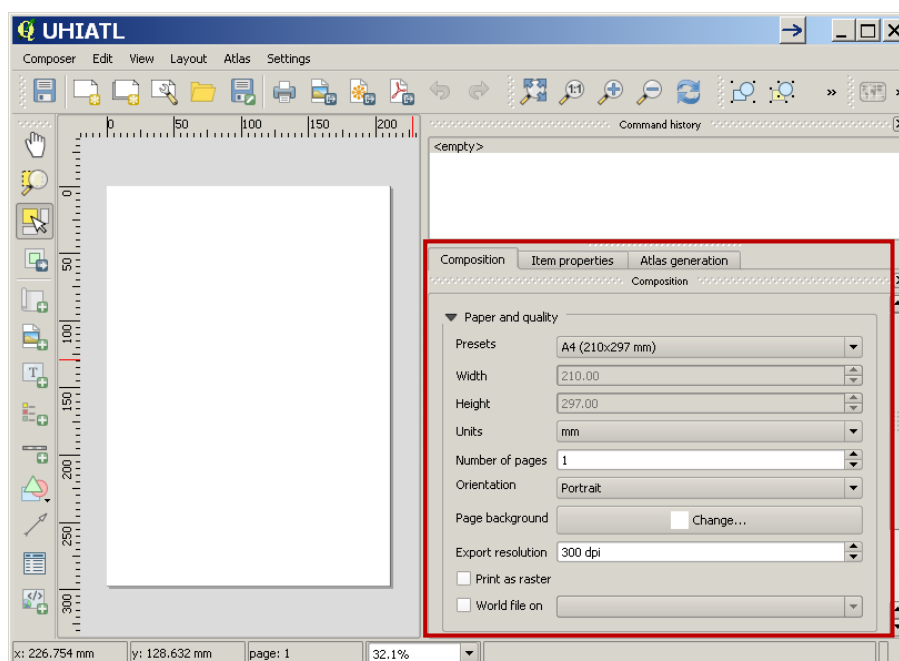 UHIATL
Composer Edit View Layout Atlas Settings
1:1
»
0 50 100 150 200
Command history
<empty>
0
50
100
150
200
250
300
T
</>
Composition Item properties Atlas generation
Composition
Paper and quality
Presets A4 (210x297 mm)
Width 210.00
Height 297.00
Units mm
Number of pages 1
Orientation Portrait
Page background Change...
Export resolution 300 dpi
Print as raster
World file on
x: 226.754 mm y: 128.632 mm page: 1 32.1%